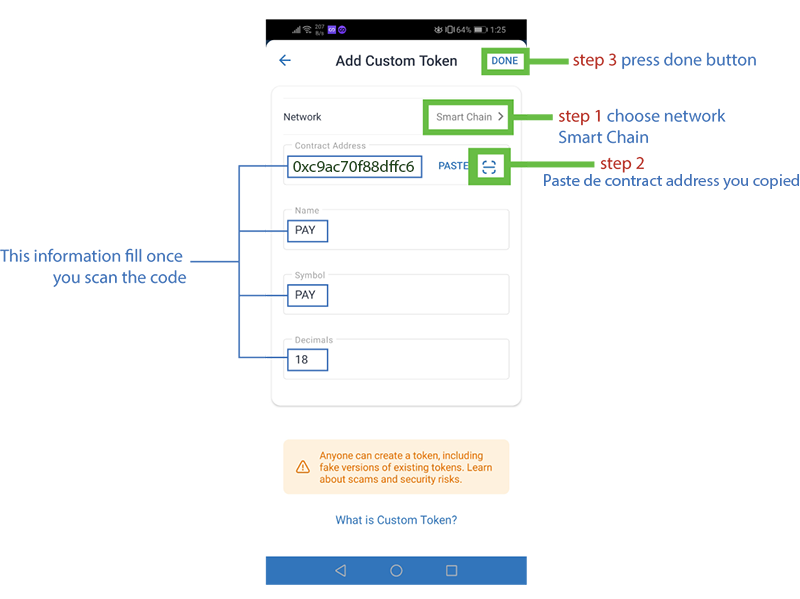 207
B/s
64%
1:25
Add Custom Token
DONE
step 3 press done button
Network
Smart Chain
step 1 choose network
Smart Chain
Contract Address
0xc9ac70f88dffc6
PASTE
step 2
Paste de contract address you copied
Name
PAY
This information fill once
you scan the code
Symbol
PAY
Decimals
18
Anyone can create a token, including
fake versions of existing tokens. Learn
about scams and security risks.
What is Custom Token?